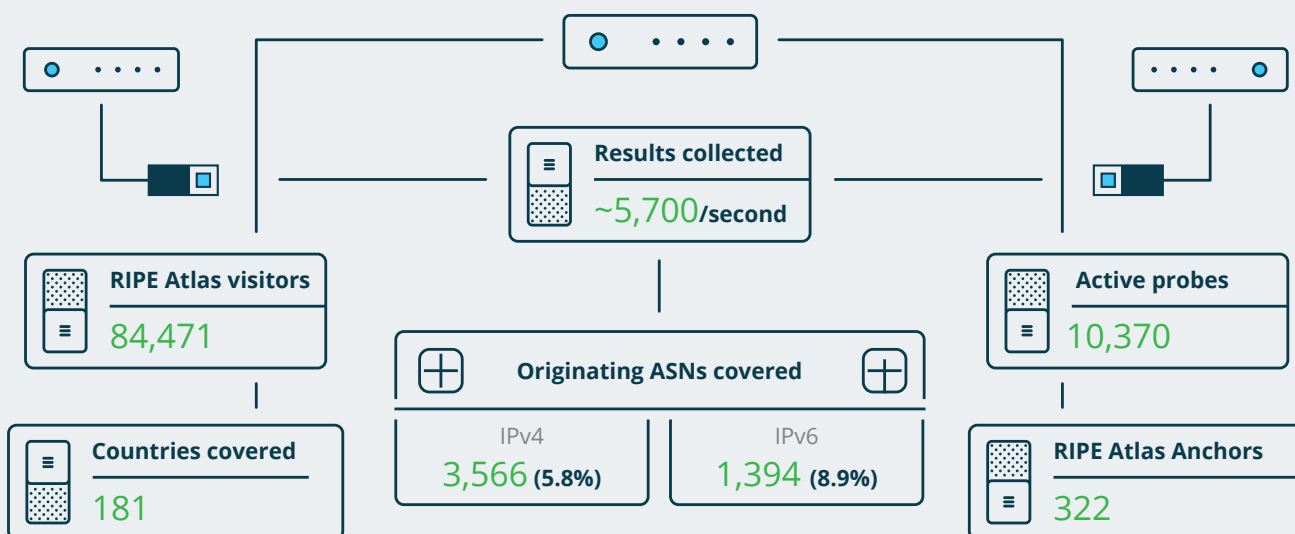 Results collected
~5,700/second
RIPE Atlas visitors
84,471
Active probes
10,370
Originating ASNs covered
IPv4
3,566 (5.8%)
IPv6
1,394 (8.9%)
Countries covered
181
RIPE Atlas Anchors
322